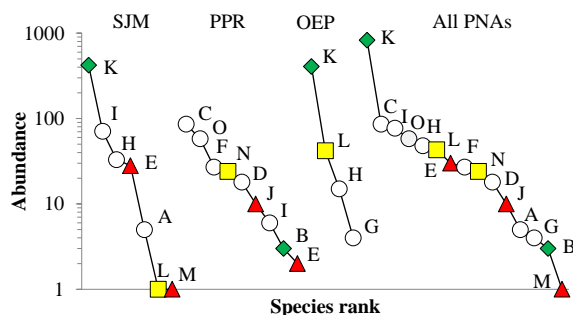 SJM PPR OEP All PNAs
1000
100
10
1
Abundance
K
I
H
E
A
L
M
C
O
F
N
D
J
I
B
E
K
L
H
G
K
C
I
O
H
L
E
F
N
D
J
A
G
B
M
Species rank